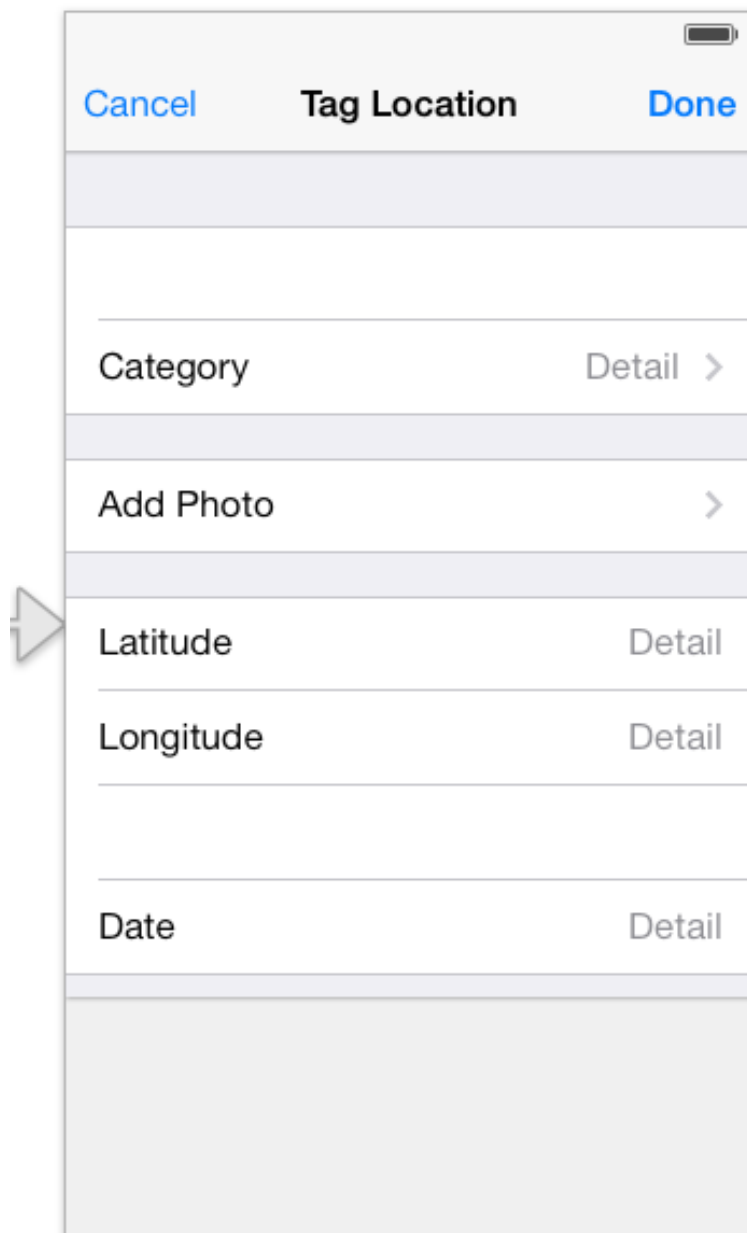 Cancel Tag Location Done
Category Detail
Add Photo
Latitude Detail
Longitude Detail
Date Detail